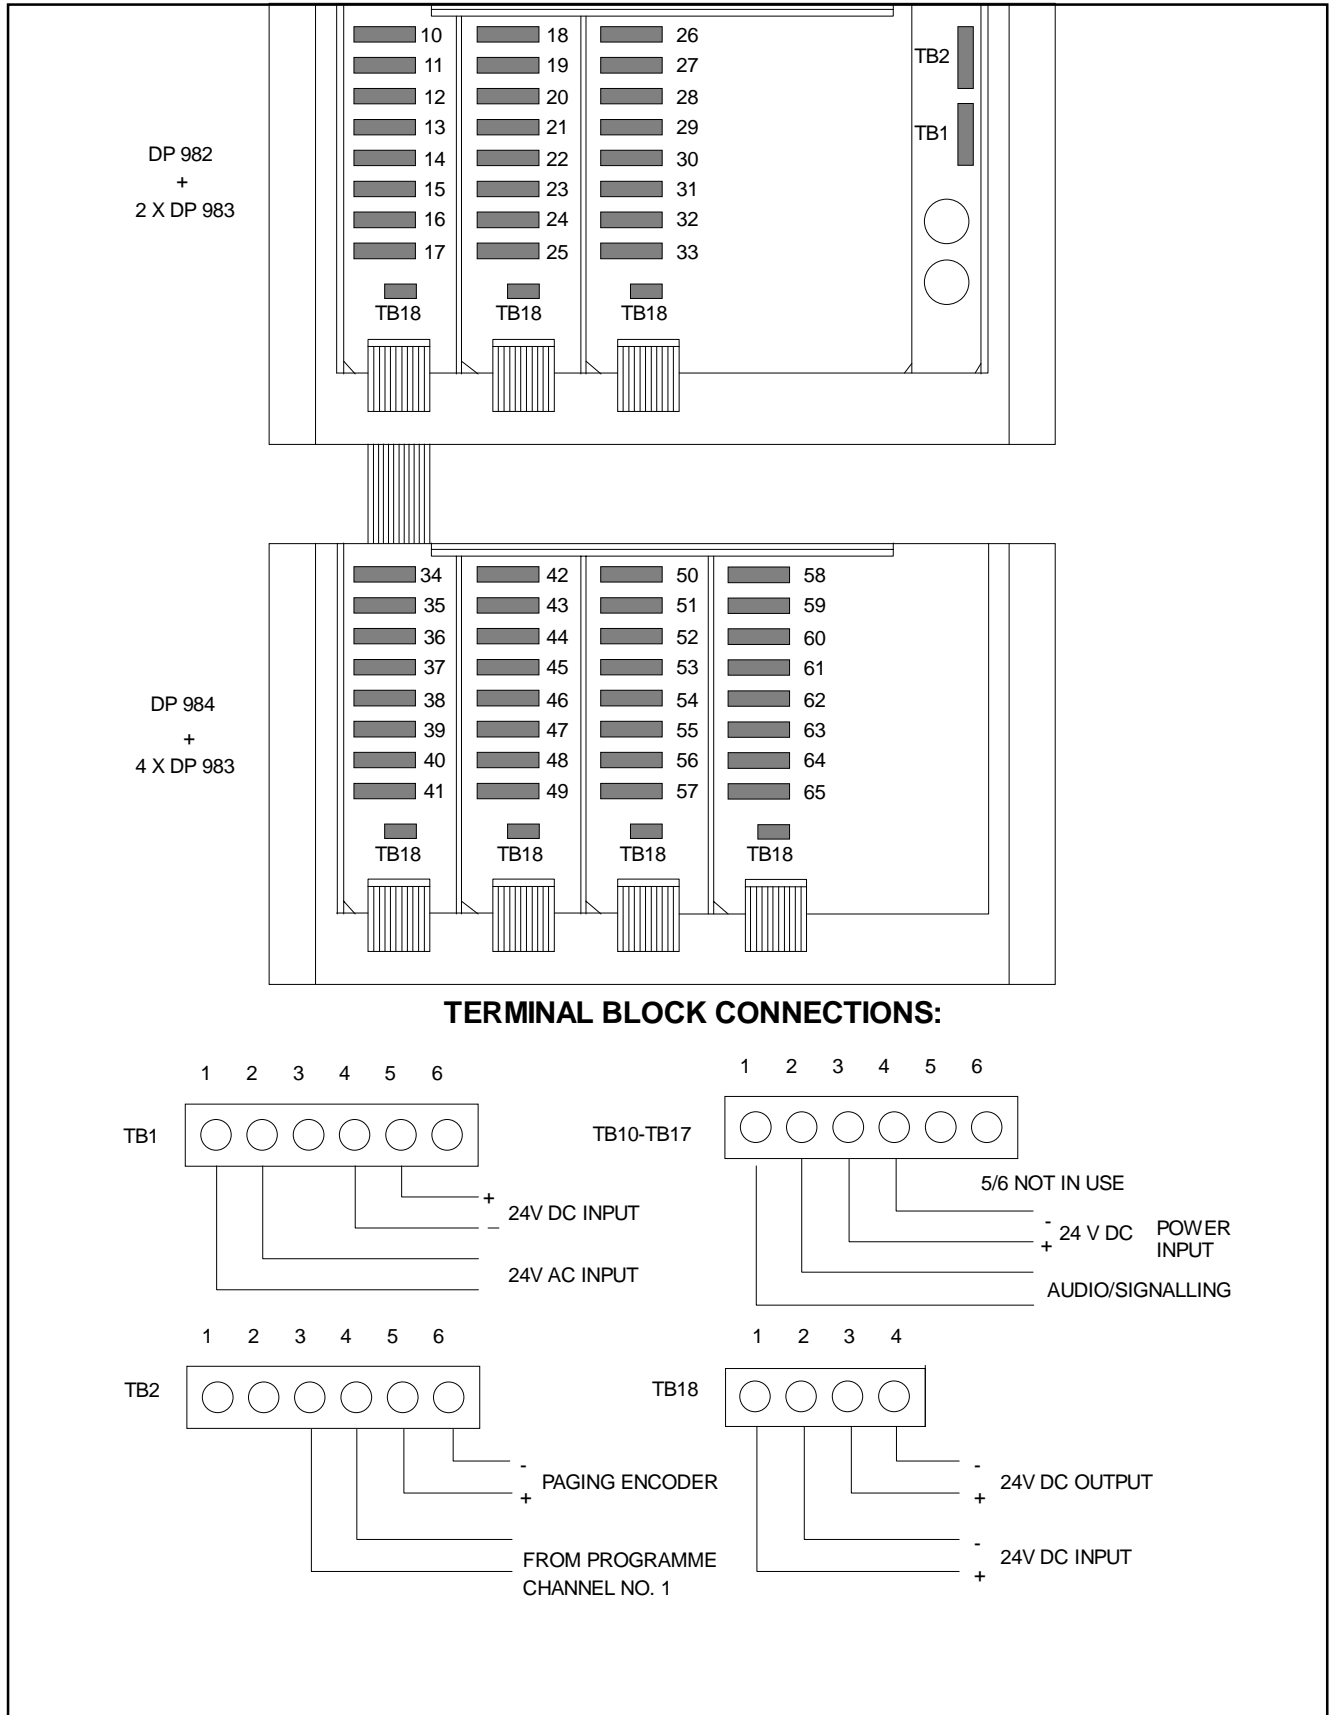 10 18 26
11 19 27 TB2
12 20 28
13 21 29 TB1
DP 982 14 22 30
+ 15 23 31
2 X DP 983 16 24 32
17 25 33
TB18 TB18 TB18
34 42 50 58
35 43 51 59
36 44 52 60
37 45 53 61
DP 984 38 46 54 62
+ 39 47 55 63
4 X DP 983 40 48 56 64
41 49 57 65
TB18 TB18 TB18 TB18
TERMINAL BLOCK CONNECTIONS:
1 2 3 4 5 6
TB1
+
24V DC INPUT
–
24V AC INPUT
1 2 3 4 5 6
TB10-TB17
5/6 NOT IN USE
-
24 V DC POWER
+ INPUT
AUDIO/SIGNALLING
1 2 3 4 5 6
TB2
-
PAGING ENCODER
+
FROM PROGRAMME
CHANNEL NO. 1
1 2 3 4
TB18
-
24V DC OUTPUT
+
-
24V DC INPUT
+